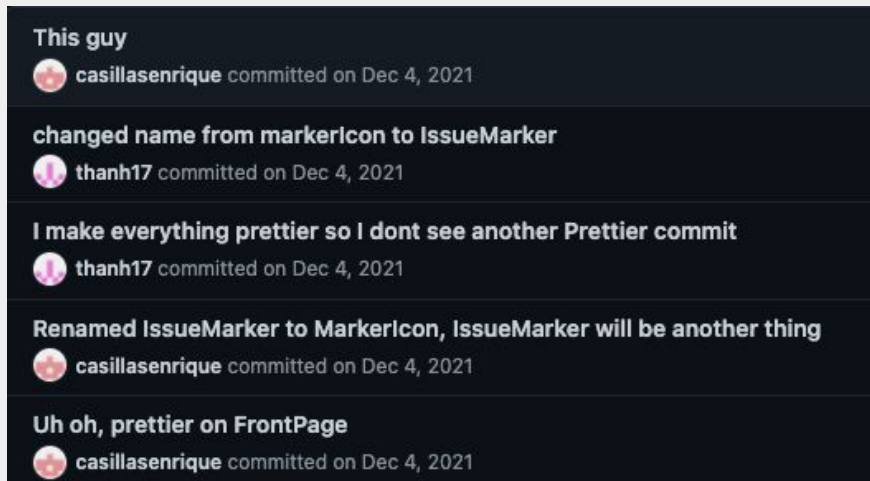 This guy
casillasenrique committed on Dec 4, 2021
changed name from markerIcon to IssueMarker
thanh17 committed on Dec 4, 2021
I make everything prettier so I dont see another Prettier commit
thanh17 committed on Dec 4, 2021
Renamed IssueMarker to MarkerIcon, IssueMarker will be another thing
casillasenrique committed on Dec 4, 2021
Uh oh, prettier on FrontPage
casillasenrique committed on Dec 4, 2021